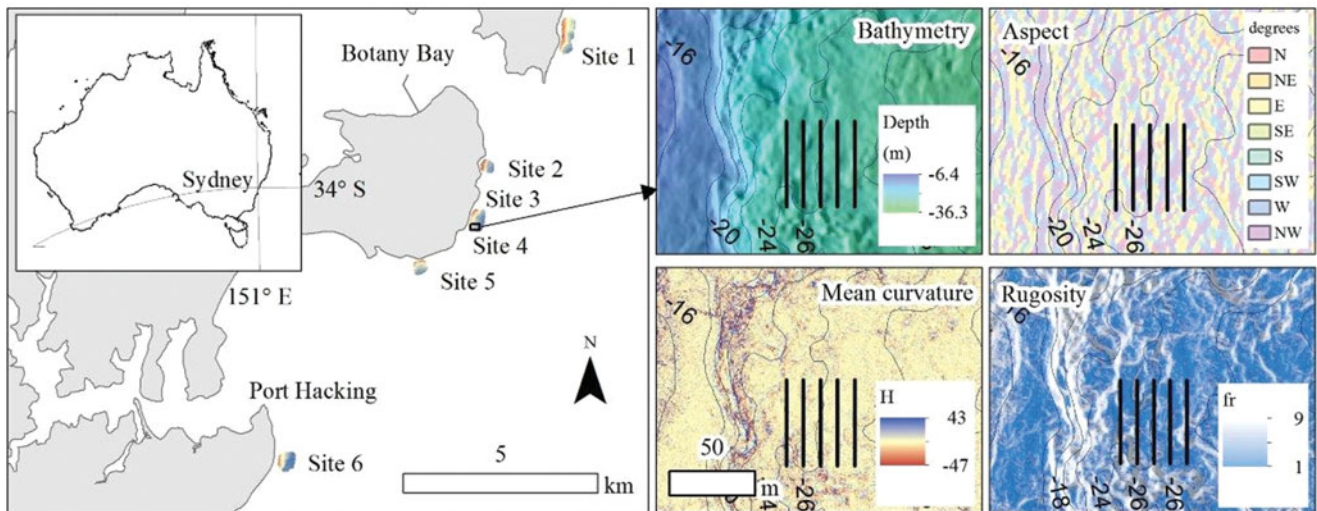 Botany Bay
Site 1
Sydney
34° S
Site 2
Site 3
Site 4
Site 5
151° E
Port Hacking
N
Site 6
5
km
Bathymetry
-16
Depth
(m)
-6.4
-36.3
-20
-24
-26
Aspect
-16
degrees
N
NE
E
SE
S
SW
W
NW
-20
-24
-26
Mean curvature
-16
H
43
-47
50
m
-24
-26
Rugosity
-16
fr
9
1
-18
-24
-26
-26